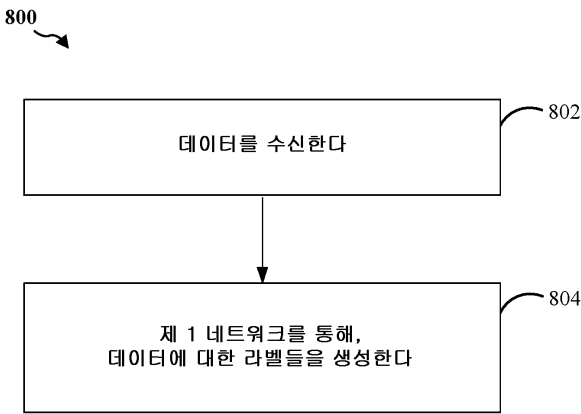 800
802
데이터를 수신한다
804
제 1 네트워크를 통해,
데이터에 대한 라벨들을 생성한다